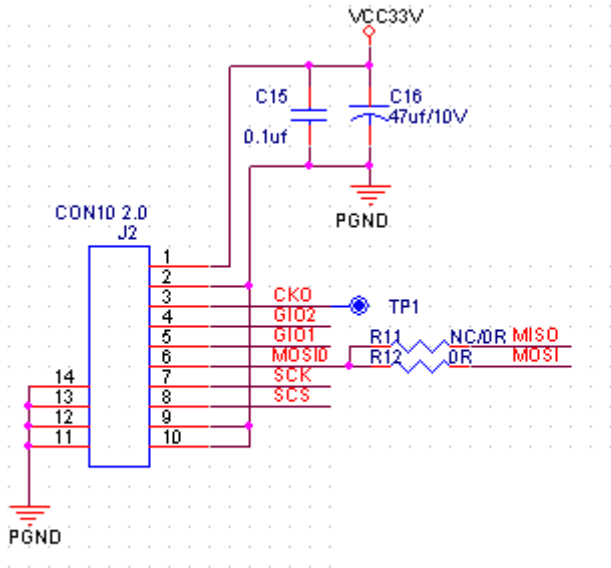 VCC33V
C15
C16
47uf/10V
0.1uf
PGND
CON10 2.0
J2
1
2
3 CKO TP1
4 GIO2
5 GIO1 R11 NC/0R MISO
6 MOSI0 R12 0R MOSI
14 7 SCK
13 8 SCS
12 9
11 10
PGND